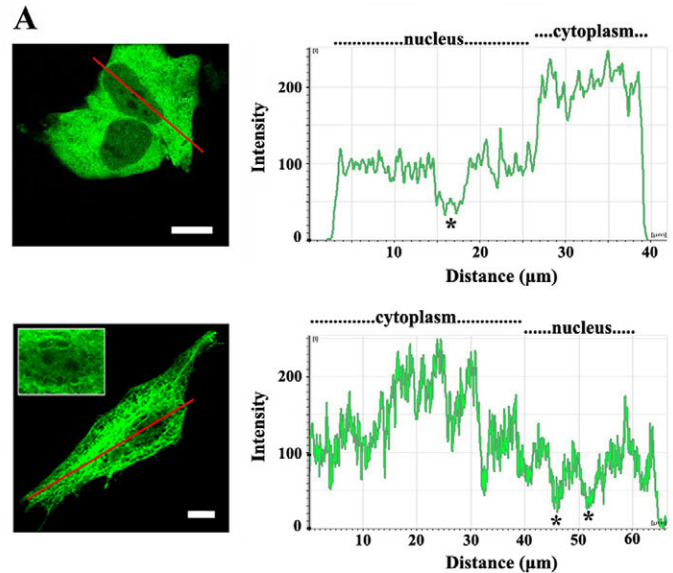 A
nucleus cytoplasm
200
100
0
Intensity
10 20 30 40
[µm]
*
Distance (µm)
cytoplasm
nucleus
200
100
0
Intensity
10 20 30 40 50 60
[µm]
* *
Distance (µm)